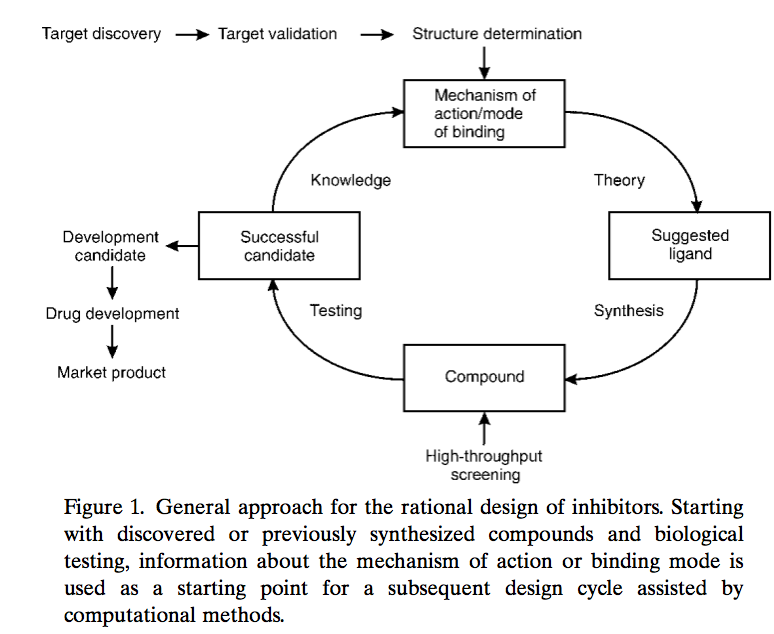 Target discovery
Target validation
Structure determination
Mechanism of
action/mode
of binding
Knowledge
Theory
Development
candidate
Successful
candidate
Suggested
ligand
Drug development
Testing
Synthesis
Market product
Compound
High-throughput
screening
Figure 1. General approach for the rational design of inhibitors. Starting
with discovered or previously synthesized compounds and biological
testing, information about the mechanism of action or binding mode is
used as a starting point for a subsequent design cycle assisted by
computational methods.